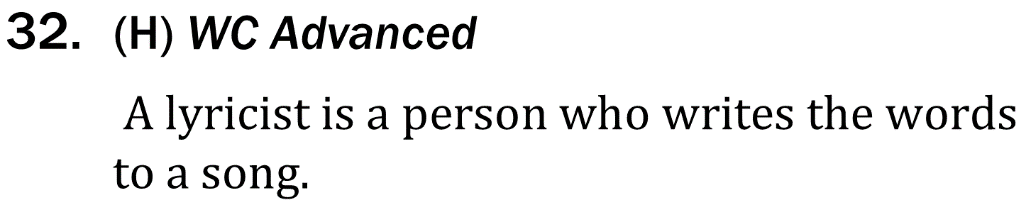 32. (H) WC Advanced
A lyricist is a person who writes the words
to a song.